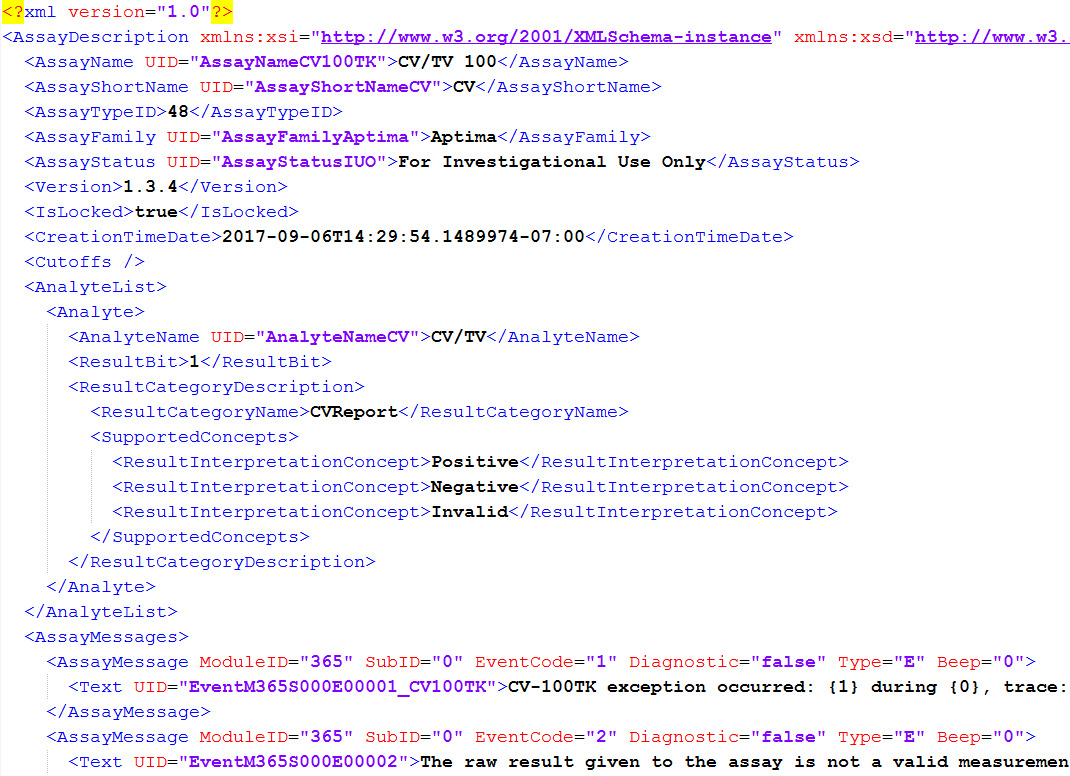 <?xml version="1.0"?>
<AssayDescription xmlns:xsi="http://www.w3.org/2001/XMLSchema-instance" xmlns:xsd="http://www.w3.
<AssayName UID="AssayNameCV100TK">CV/TV 100</AssayName>
<AssayShortName UID="AssayShortNameCV">CV</AssayShortName>
<AssayTypeID>48</AssayTypeID>
<AssayFamily UID="AssayFamilyAptima">Aptima</AssayFamily>
<AssayStatus UID="AssayStatusIUO">For Investigational Use Only</AssayStatus>
<Version>1.3.4</Version>
<IsLocked>true</IsLocked>
<CreationTimeDate>2017-09-06T14:29:54.1489974-07:00</CreationTimeDate>
<Cutoffs />
<AnalyteList>
<Analyte>
<AnalyteName UID="AnalyteNameCV">CV/TV</AnalyteName>
<ResultBit>1</ResultBit>
<ResultCategoryDescription>
<ResultCategoryName>CVReport</ResultCategoryName>
<SupportedConcepts>
<ResultInterpretationConcept>Positive</ResultInterpretationConcept>
<ResultInterpretationConcept>Negative</ResultInterpretationConcept>
<ResultInterpretationConcept>Invalid</ResultInterpretationConcept>
</SupportedConcepts>
</ResultCategoryDescription>
</Analyte>
</AnalyteList>
<AssayMessages>
<AssayMessage ModuleID="365" SubID="0" EventCode="1" Diagnostic="false" Type="E" Beep="0">
<Text UID="EventM365S000E00001_CV100TK">CV-100TK exception occurred: {1} during {0}, trace:
</AssayMessage>
<AssayMessage ModuleID="365" SubID="0" EventCode="2" Diagnostic="false" Type="E" Beep="0">
<Text UID="EventM365S000E00002">The raw result given to the assay is not a valid measuremen